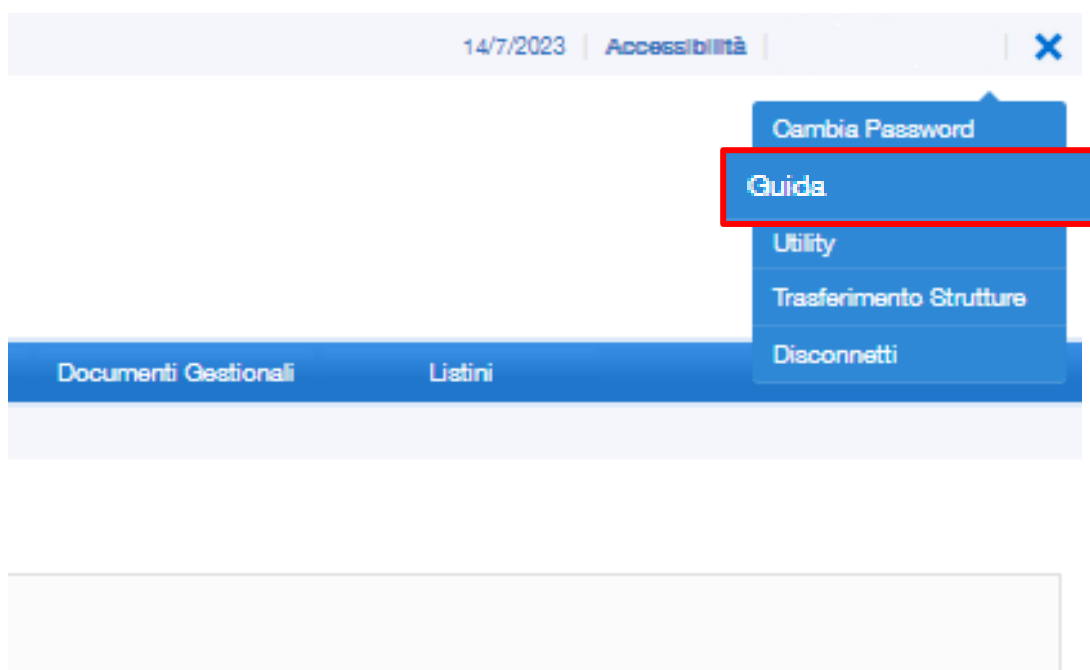 14/7/2023 | Accessibilità |
Cambia Password
Guida
Utility
Trasferimento Strutture
Disconnetti
Documenti Gestionali
Listini